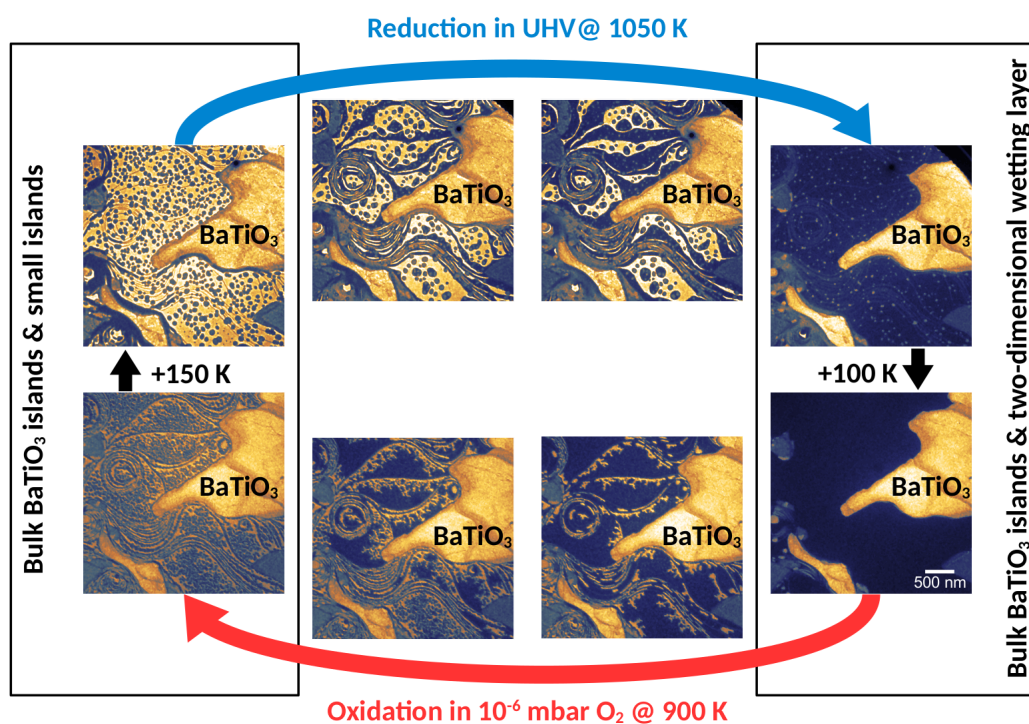 Reduction in UHV@ 1050 K
Bulk BaTiO₃ islands & small islands
BaTiO₃
BaTiO₃
BaTiO₃
BaTiO₃
Bulk BaTiO₃ islands & two-dimensional wetting layer
+150 K
+100 K
BaTiO₃
BaTiO₃
BaTiO₃
BaTiO₃
500 nm
Oxidation in 10⁻⁶ mbar O₂ @ 900 K